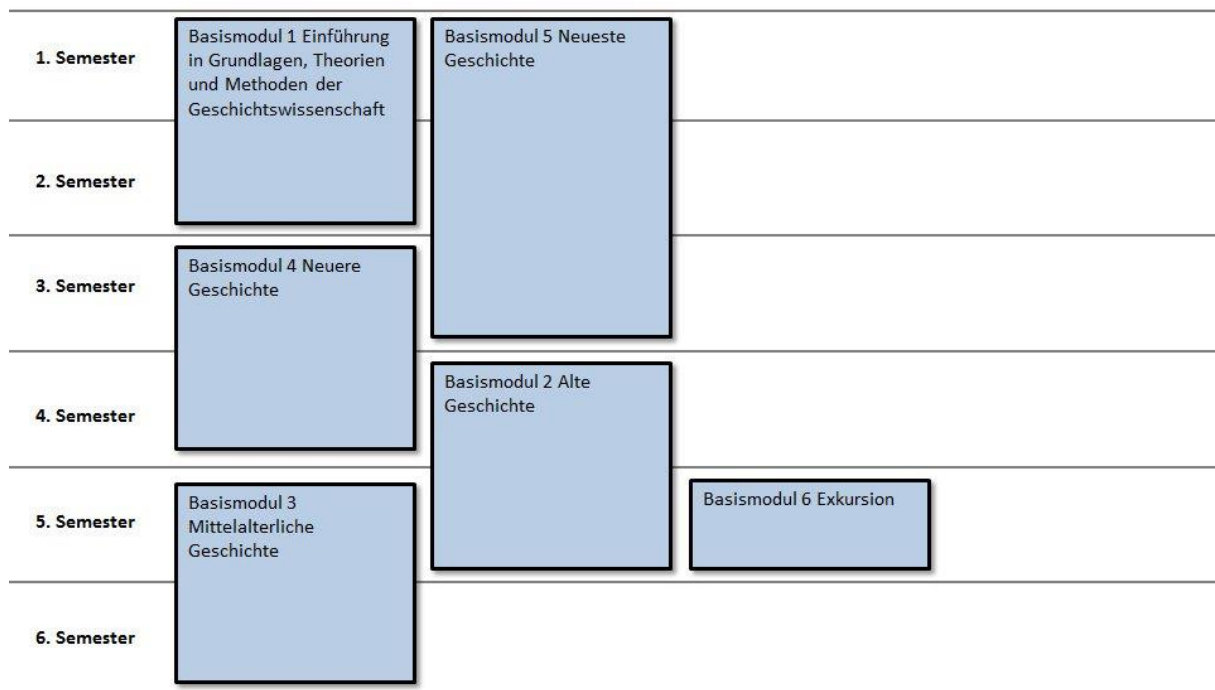 1. Semester
Basismodul 1 Einführung
in Grundlagen, Theorien
und Methoden der
Geschichtswissenschaft
Basismodul 5 Neueste
Geschichte
2. Semester
3. Semester
Basismodul 4 Neuere
Geschichte
4. Semester
Basismodul 2 Alte
Geschichte
5. Semester
Basismodul 3
Mittelalterliche
Geschichte
Basismodul 6 Exkursion
6. Semester